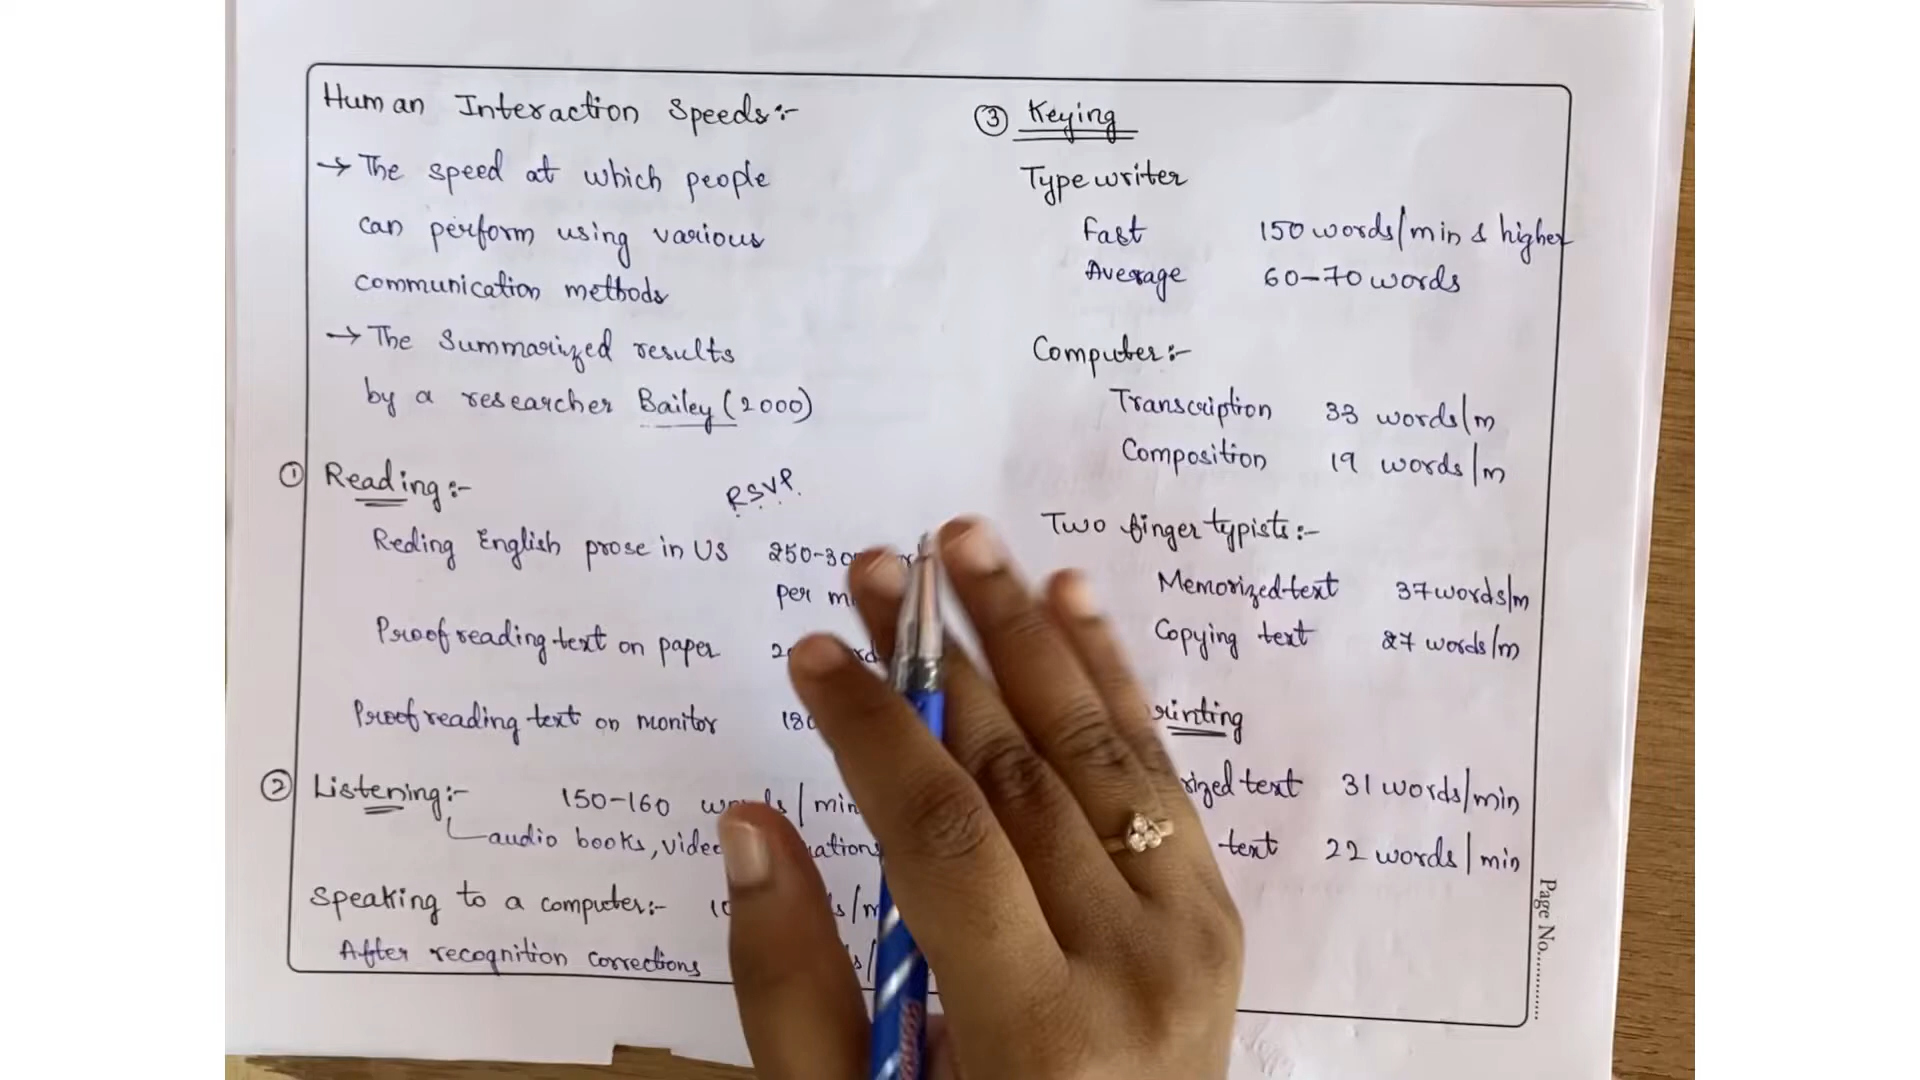 Human Interaction Speeds:-
→ The speed at which people
can perform using various
communication methods
→ The Summarized results
by a researcher Bailey (2000)
① Reading:-
RSVP.
Reding English prose in US 250-30
per m
Proof reading text on paper
Proof reading text on monitor 180
② Listening:- 150-160 words/min
audio books, video
Speaking to a computer:-
After recognition corrections
③ Keying
Typewriter
Fast 150 words/min & higher
Average 60-70 words
Computer:-
Transcription 33 words/m
Composition 19 words/m
Two finger typists:-
Memorized text 37 words/m
Copying text 27 words/m
printing
rized text 31 words/min
text 22 words/min
Page No.............